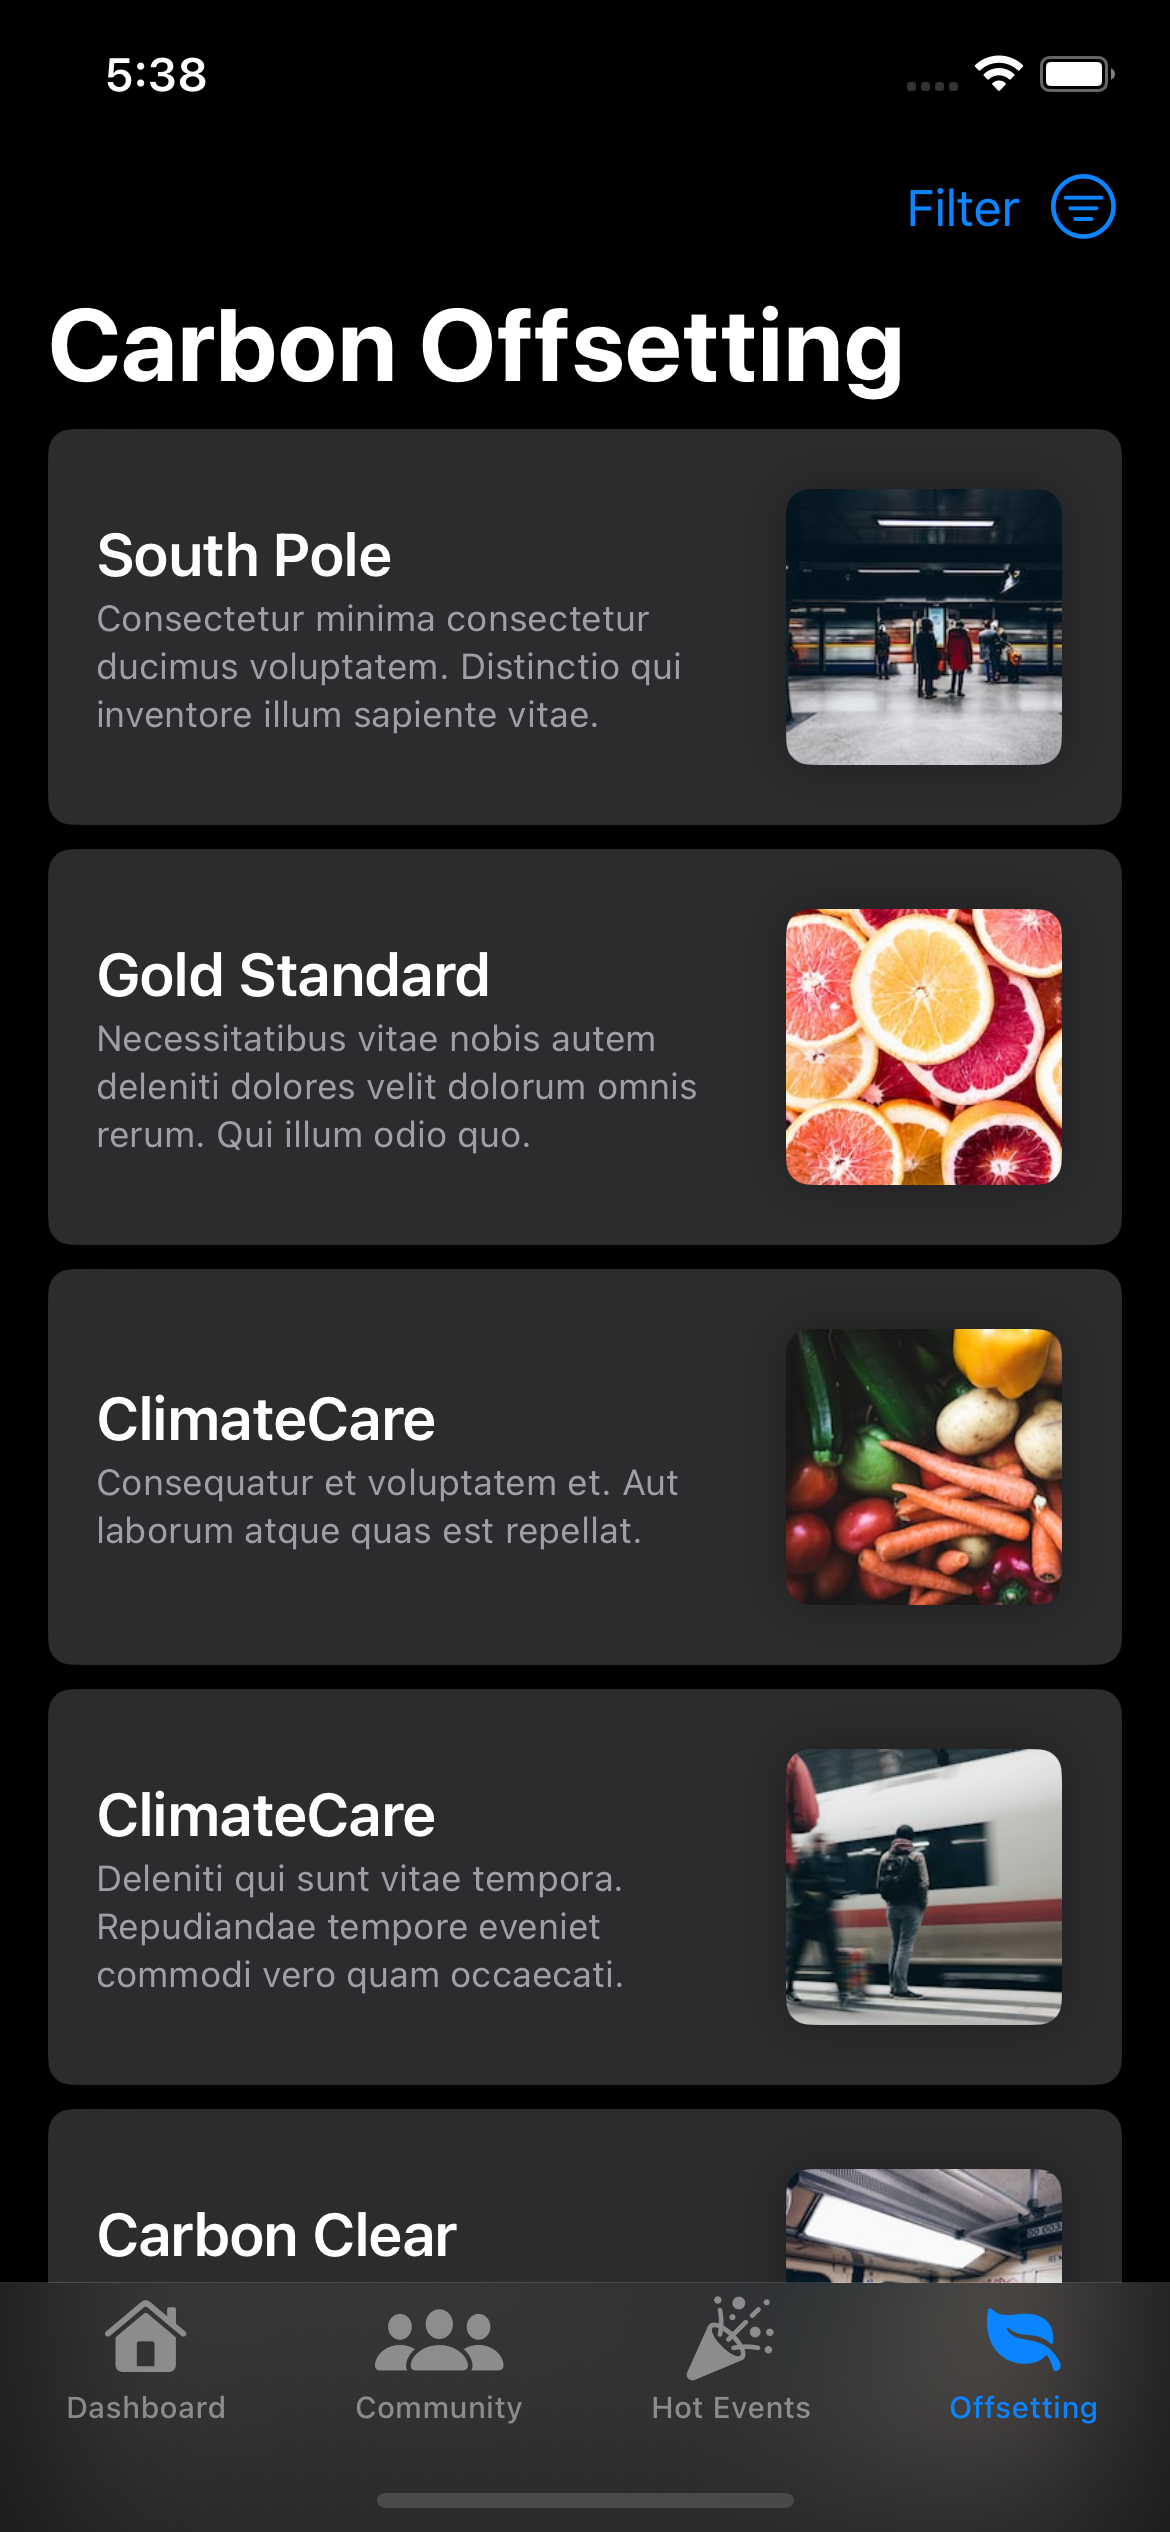 5:38
Filter
Carbon Offsetting
South Pole
Consectetur minima consectetur
ducimus voluptatem. Distinctio qui
inventore illum sapiente vitae.
Gold Standard
Necessitatibus vitae nobis autem
deleniti dolores velit dolorum omnis
rerum. Qui illum odio quo.
ClimateCare
Consequatur et voluptatem et. Aut
laborum atque quas est repellat.
ClimateCare
Deleniti qui sunt vitae tempora.
Repudiandae tempore eveniet
commodi vero quam occaecati.
Carbon Clear
Dashboard
Community
Hot Events
Offsetting